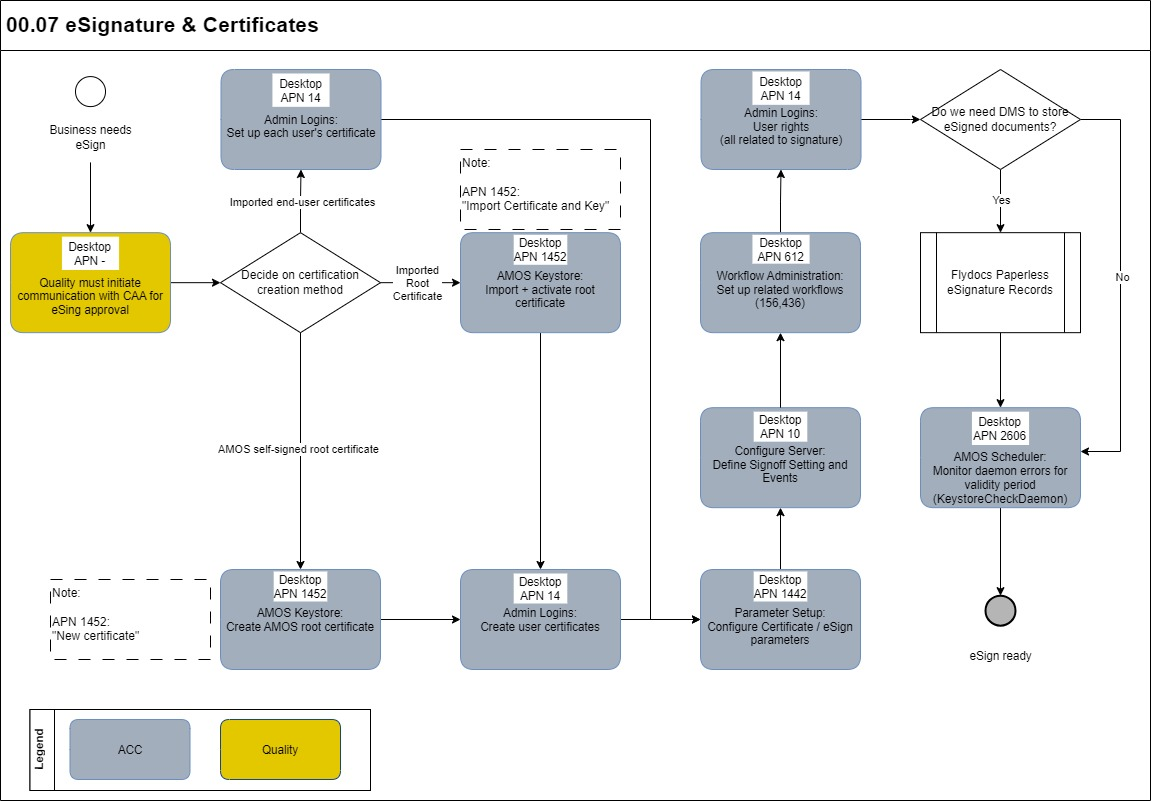 00.07 eSignature & Certificates
Business needs
eSign
Desktop
APN -
Quality must initiate
communication with CAA for
eSing approval
Decide on certification
creation method
Imported end-user certificates
Desktop
APN 14
Admin Logins:
Set up each user's certificate
Imported
Root
Certificate
Note:
APN 1452:
"Import Certificate and Key"
Desktop
APN 1452
AMOS Keystore:
Import + activate root
certificate
AMOS self-signed root certificate
Note:
APN 1452:
"New certificate"
Desktop
APN 1452
AMOS Keystore:
Create AMOS root certificate
Desktop
APN 14
Admin Logins:
Create user certificates
Desktop
APN 1442
Parameter Setup:
Configure Certificate / eSign
parameters
Desktop
APN 10
Configure Server:
Define Signoff Setting and
Events
Desktop
APN 612
Workflow Administration:
Set up related workflows
(156,436)
Desktop
APN 14
Admin Logins:
User rights
(all related to signature)
Do we need DMS to store
eSigned documents?
Yes
No
Flydocs Paperless
eSignature Records
Desktop
APN 2606
AMOS Scheduler:
Monitor daemon errors for
validity period
(KeystoreCheckDaemon)
eSign ready
Legend
ACC
Quality